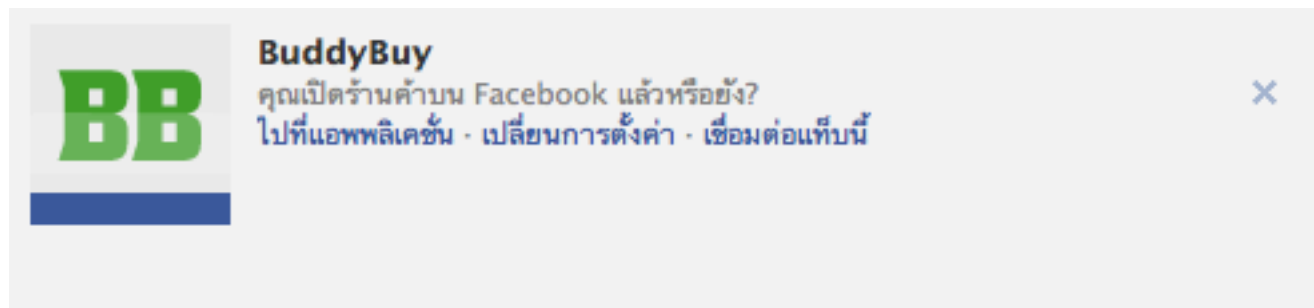 BB
BuddyBuy
คุณเปิดร้านค้าบน Facebook แล้วหรือยัง?
ไปที่แอพพลิเคชั่น · เปลี่ยนการตั้งค่า · เชื่อมต่อแท็บนี้